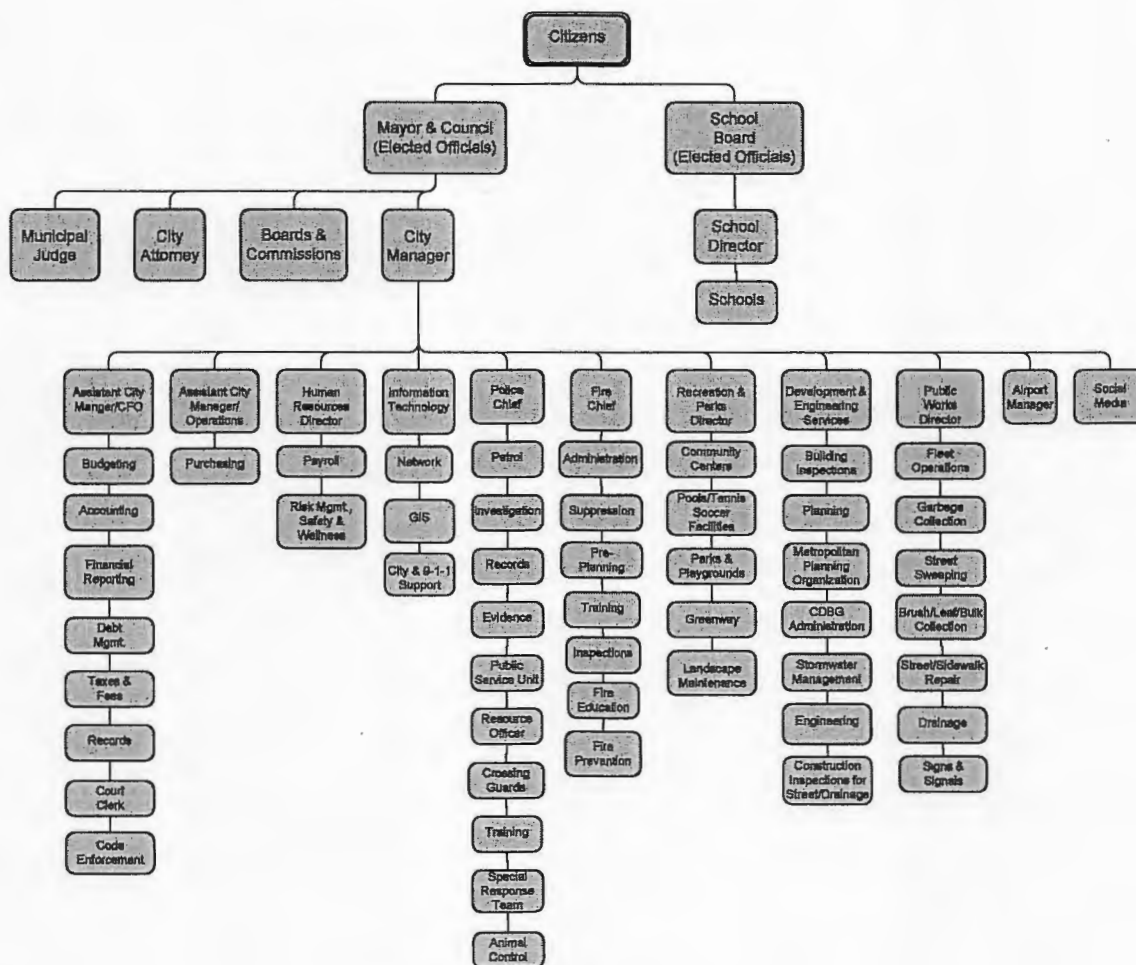 Citizens
Mayor & Council
(Elected Officials)
School
Board
(Elected Officials)
Municipal
Judge
City
Attorney
Boards &
Commissions
City
Manager
School
Director
Schools
Assistant City
Manger/CFO
Budgeting
Accounting
Financial
Reporting
Debt
Mgmt.
Taxes &
Fees
Records
Court
Clerk
Code
Enforcement
Assistant City
Manager/
Operations
Purchasing
Human
Resources
Director
Payroll
Risk Mgmt.,
Safety &
Wellness
Information
Technology
Network
GIS
City & 9-1-1
Support
Police
Chief
Patrol
Investigation
Records
Evidence
Public
Service Unit
Resource
Officer
Crossing
Guards
Training
Special
Response
Team
Animal
Control
Fire
Chief
Administration
Suppression
Pre-
Planning
Training
Inspections
Fire
Education
Fire
Prevention
Recreation &
Parks
Director
Community
Centers
Pools/Tennis
Soccer
Facilities
Parks &
Playgrounds
Greenway
Landscape
Maintenance
Development &
Engineering
Services
Building
Inspections
Planning
Metropolitan
Planning
Organization
CDBG
Administration
Stormwater
Management
Engineering
Construction
Inspections for
Street/Drainage
Public
Works
Director
Fleet
Operations
Garbage
Collection
Street
Sweeping
Brush/Leaf/Bulk
Collection
Street/Sidewalk
Repair
Drainage
Signs &
Signals
Airport
Manager
Social
Media